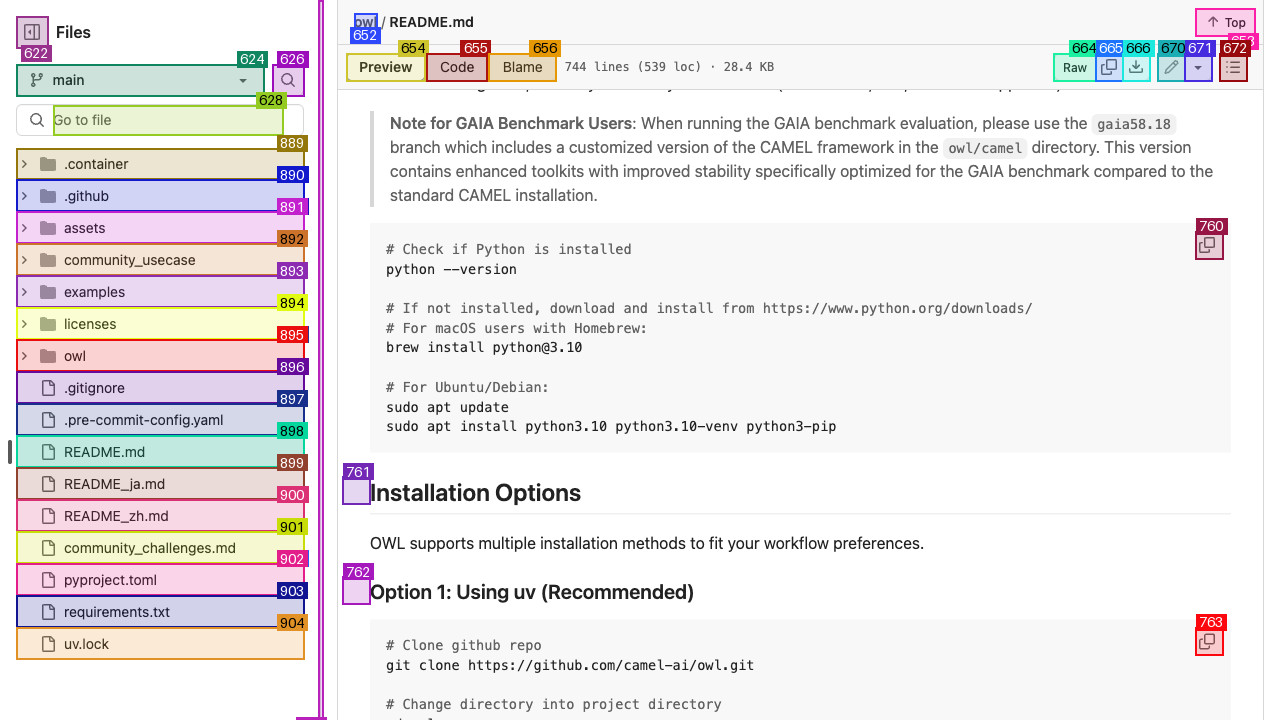 Files
622
main
624
626
Go to file
628
.container
889
.github
890
assets
891
community_usecase
892
examples
893
licenses
894
owl
895
.gitignore
896
.pre-commit-config.yaml
897
README.md
898
README_ja.md
899
README_zh.md
900
community_challenges.md
901
pyproject.toml
902
requirements.txt
903
uv.lock
904
owl / README.md
652
Top
653
Preview
654
Code
655
Blame
656
744 lines (539 loc) · 28.4 KB
Raw
664
665
666
670
671
672
Note for GAIA Benchmark Users: When running the GAIA benchmark evaluation, please use the gaia58.18
branch which includes a customized version of the CAMEL framework in the owl/camel directory. This version
contains enhanced toolkits with improved stability specifically optimized for the GAIA benchmark compared to the
standard CAMEL installation.
760
# Check if Python is installed
python --version
# If not installed, download and install from https://www.python.org/downloads/
# For macOS users with Homebrew:
brew install python@3.10
# For Ubuntu/Debian:
sudo apt update
sudo apt install python3.10 python3.10-venv python3-pip
761
Installation Options
OWL supports multiple installation methods to fit your workflow preferences.
762
Option 1: Using uv (Recommended)
763
# Clone github repo
git clone https://github.com/camel-ai/owl.git
# Change directory into project directory